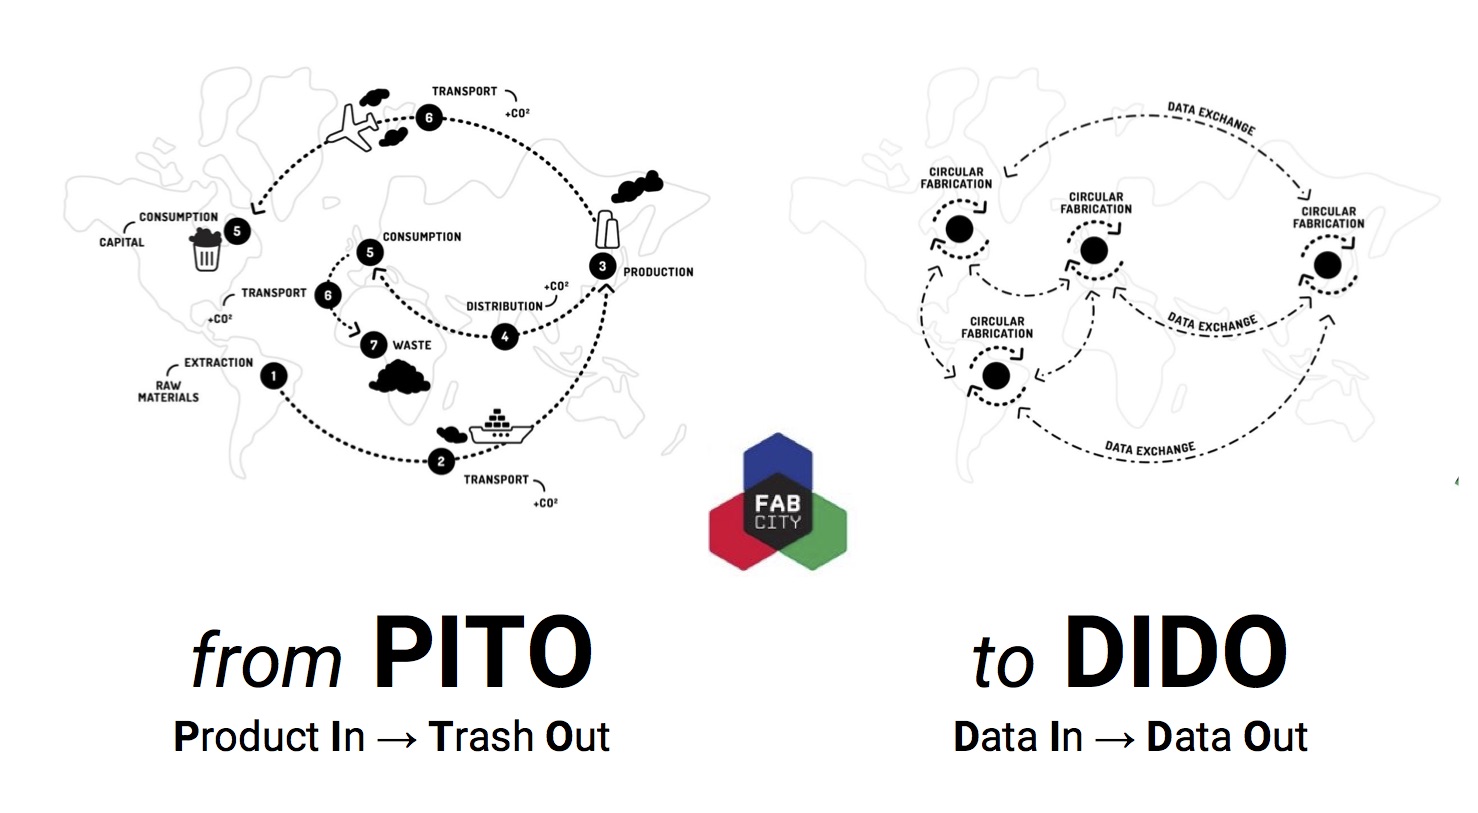 TRANSPORT
+CO²
6
CONSUMPTION
CAPITAL
5
CONSUMPTION
5
3
PRODUCTION
+CO²
DISTRIBUTION
4
TRANSPORT
6
+CO²
7
WASTE
EXTRACTION
1
RAW
MATERIALS
2
TRANSPORT
+CO²
DATA EXCHANGE
CIRCULAR
FABRICATION
CIRCULAR
FABRICATION
CIRCULAR
FABRICATION
DATA EXCHANGE
CIRCULAR
FABRICATION
DATA EXCHANGE
FAB
CITY
from PITO
Product In → Trash Out
to DIDO
Data In → Data Out